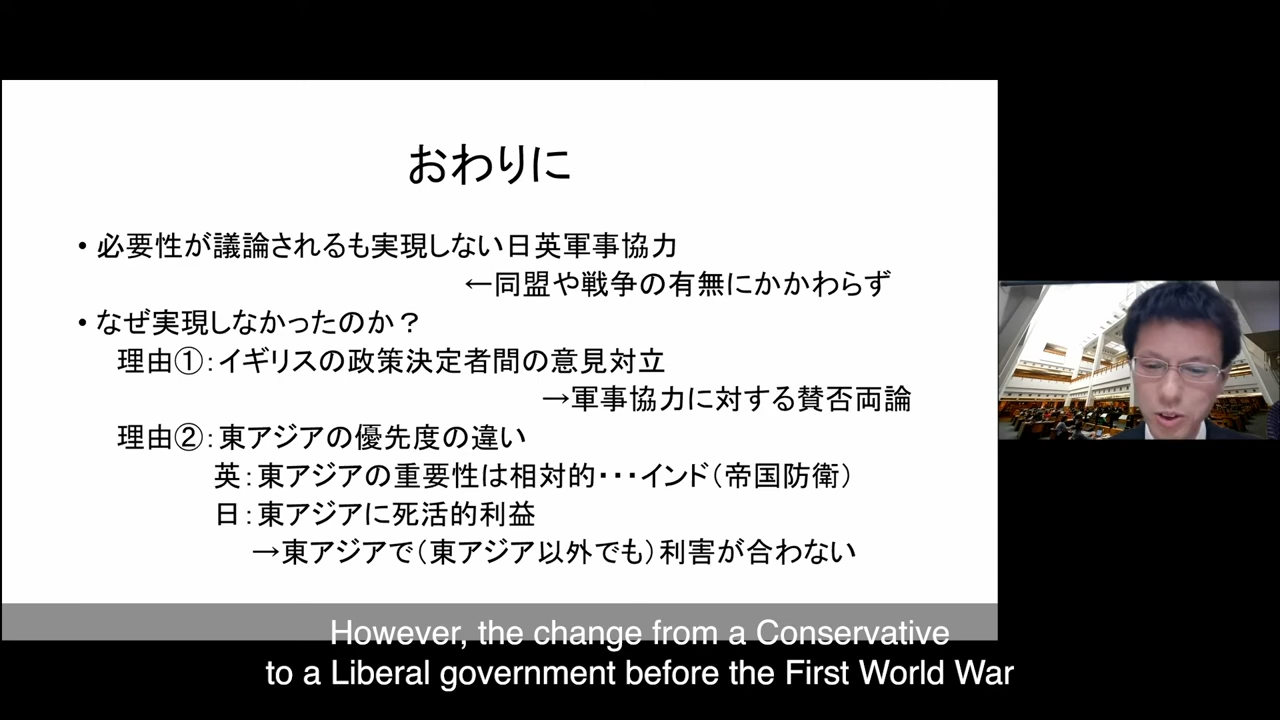 おわりに
• 必要性が議論されるも実現しない日英軍事協力
←同盟や戦争の有無にかかわらず
• なぜ実現しなかったのか？
理由①：イギリスの政策決定者間の意見対立
→軍事協力に対する賛否両論
理由②：東アジアの優先度の違い
英：東アジアの重要性は相対的・・・インド（帝国防衛）
日：東アジアに死活的利益
→東アジアで（東アジア以外でも）利害が合わない
However, the change from a Conservative
to a Liberal government before the First World War